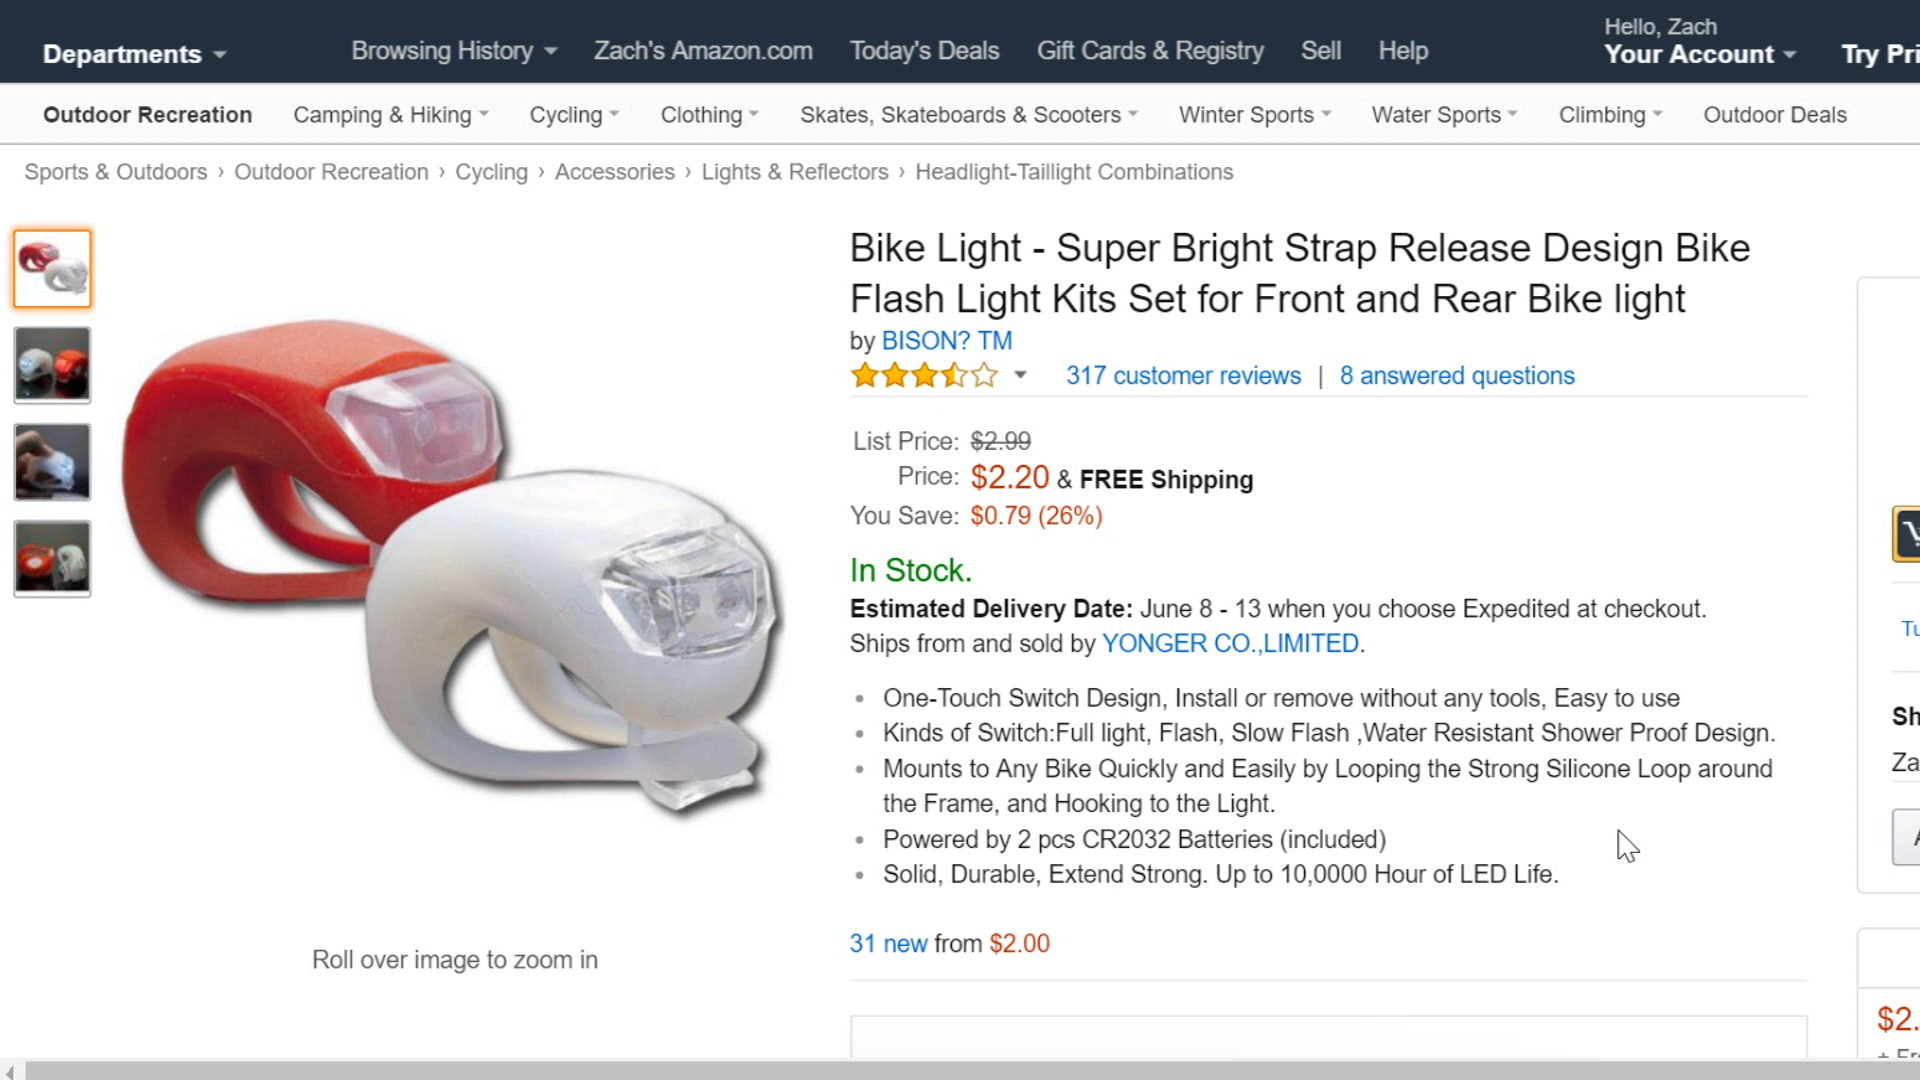 Departments
Browsing History
Zach's Amazon.com
Today's Deals
Gift Cards & Registry
Sell
Help
Hello, Zach
Your Account
Try Pri
Outdoor Recreation
Camping & Hiking
Cycling
Clothing
Skates, Skateboards & Scooters
Winter Sports
Water Sports
Climbing
Outdoor Deals
Sports & Outdoors › Outdoor Recreation › Cycling › Accessories › Lights & Reflectors › Headlight-Taillight Combinations
Bike Light - Super Bright Strap Release Design Bike
Flash Light Kits Set for Front and Rear Bike light
by BISON? TM
317 customer reviews | 8 answered questions
List Price: $2.99
Price: $2.20 & FREE Shipping
You Save: $0.79 (26%)
In Stock.
Estimated Delivery Date: June 8 - 13 when you choose Expedited at checkout.
Ships from and sold by YONGER CO.,LIMITED.
Tu
• One-Touch Switch Design, Install or remove without any tools, Easy to use
Sh
• Kinds of Switch:Full light, Flash, Slow Flash ,Water Resistant Shower Proof Design.
Za
• Mounts to Any Bike Quickly and Easily by Looping the Strong Silicone Loop around
the Frame, and Hooking to the Light.
• Powered by 2 pcs CR2032 Batteries (included)
• Solid, Durable, Extend Strong. Up to 10,0000 Hour of LED Life.
31 new from $2.00
Roll over image to zoom in
$2.